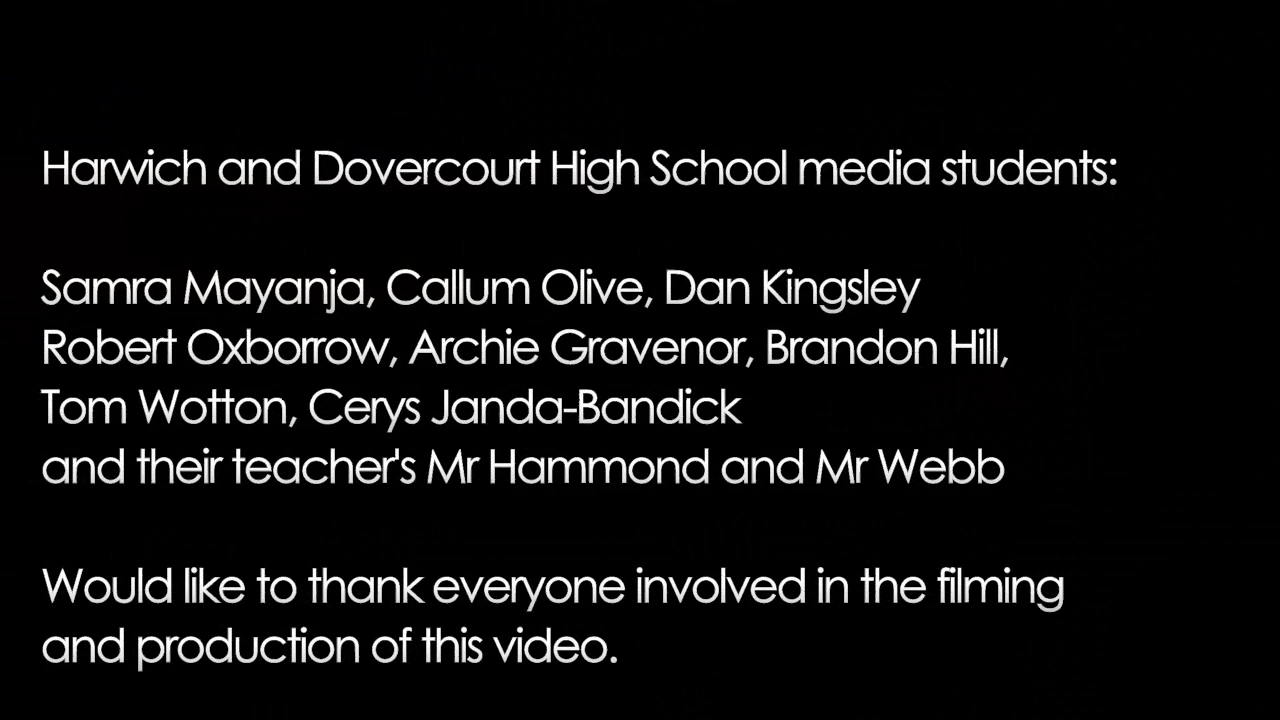 Harwich and Dovercourt High School media students:
Samra Mayanja, Callum Olive, Dan Kingsley
Robert Oxborrow, Archie Gravenor, Brandon Hill,
Tom Wotton, Cerys Janda-Bandick
and their teacher's Mr Hammond and Mr Webb
Would like to thank everyone involved in the filming
and production of this video.